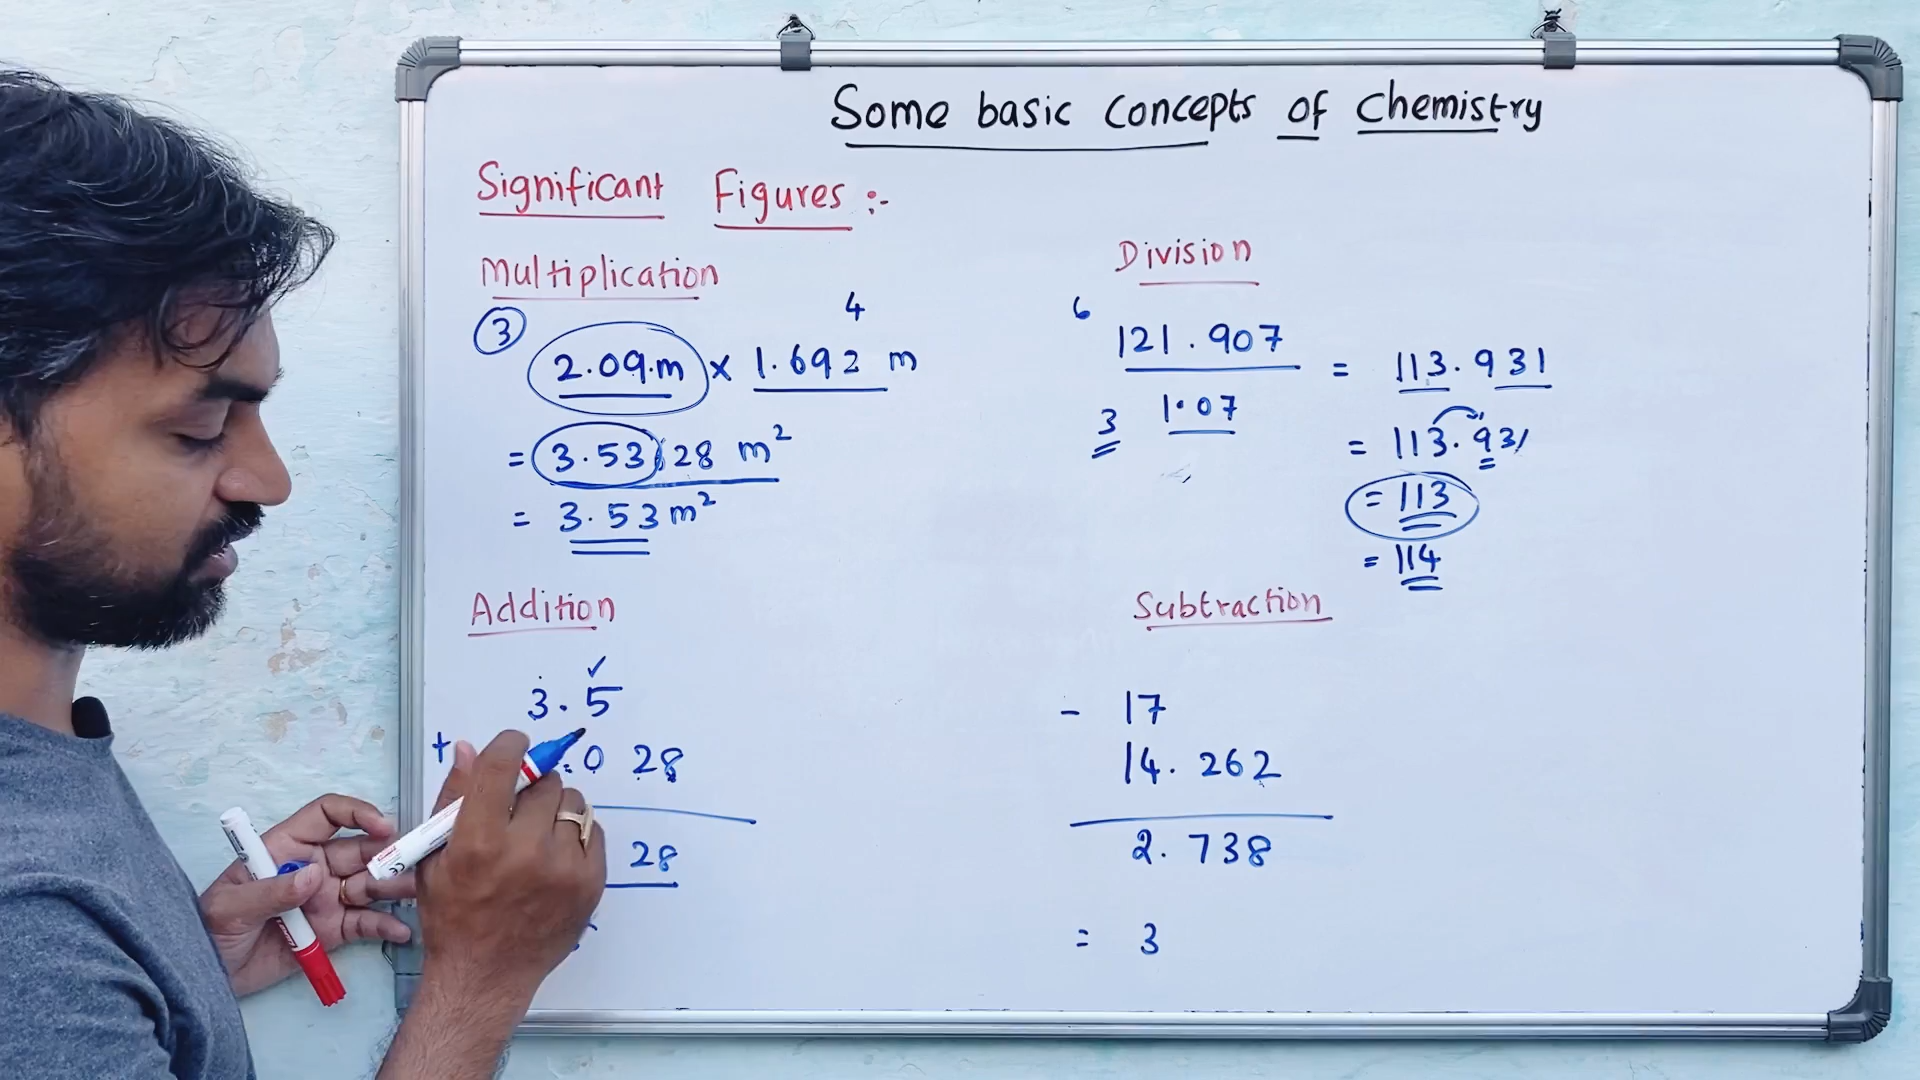 Some basic concepts of Chemistry
Significant Figures :-
Multiplication
3
4
2.09.m × 1.692 m
= 3.53 28 m²
= 3.53 m²
Division
6
121.907
3
1.07
= 113.931
= 113.931
= 113
= 114
Addition
✓
3.5
+ .0 28
28
Subtraction
- 17
14.262
2.738
= 3